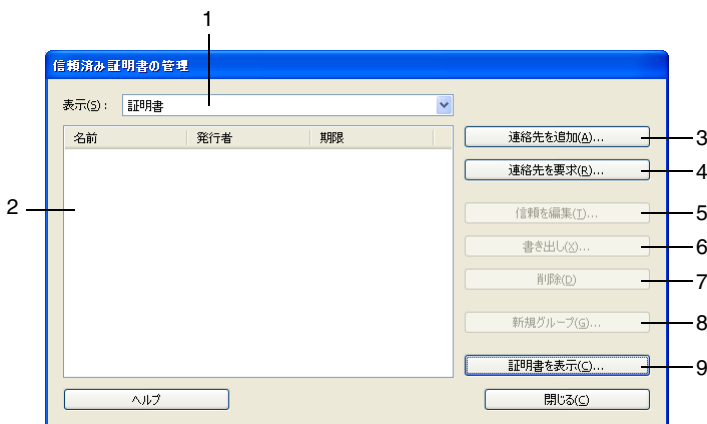 1
信頼済み証明書の管理
表示(S): 証明書
名前 発行者 期限
連絡先を追加(A)... 3
連絡先を要求(R)... 4
2
信頼を編集(T)... 5
書き出し(X)... 6
削除(D) 7
新規グループ(G)... 8
証明書を表示(C)... 9
ヘルプ 閉じる(C)